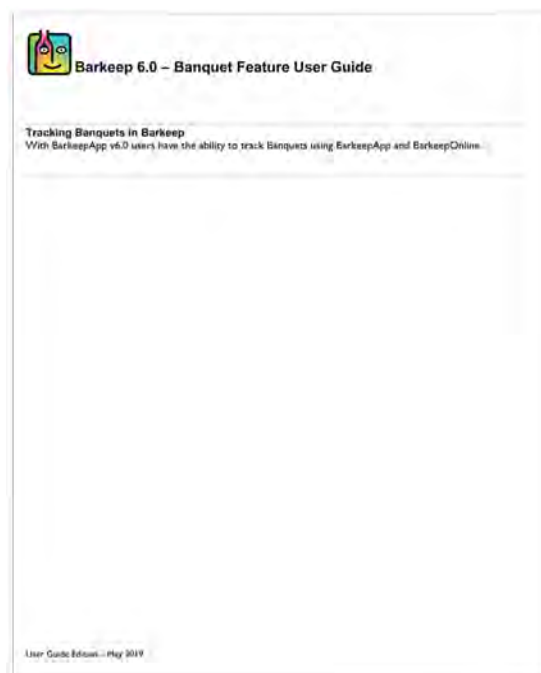 Barkeep 6.0 – Banquet Feature User Guide
Tracking Banquets in Barkeep
With BarkeepApp v6.0 users have the ability to track Banquets using BarkeepApp and BarkeepOnline.
User Guide Edition – May 2019